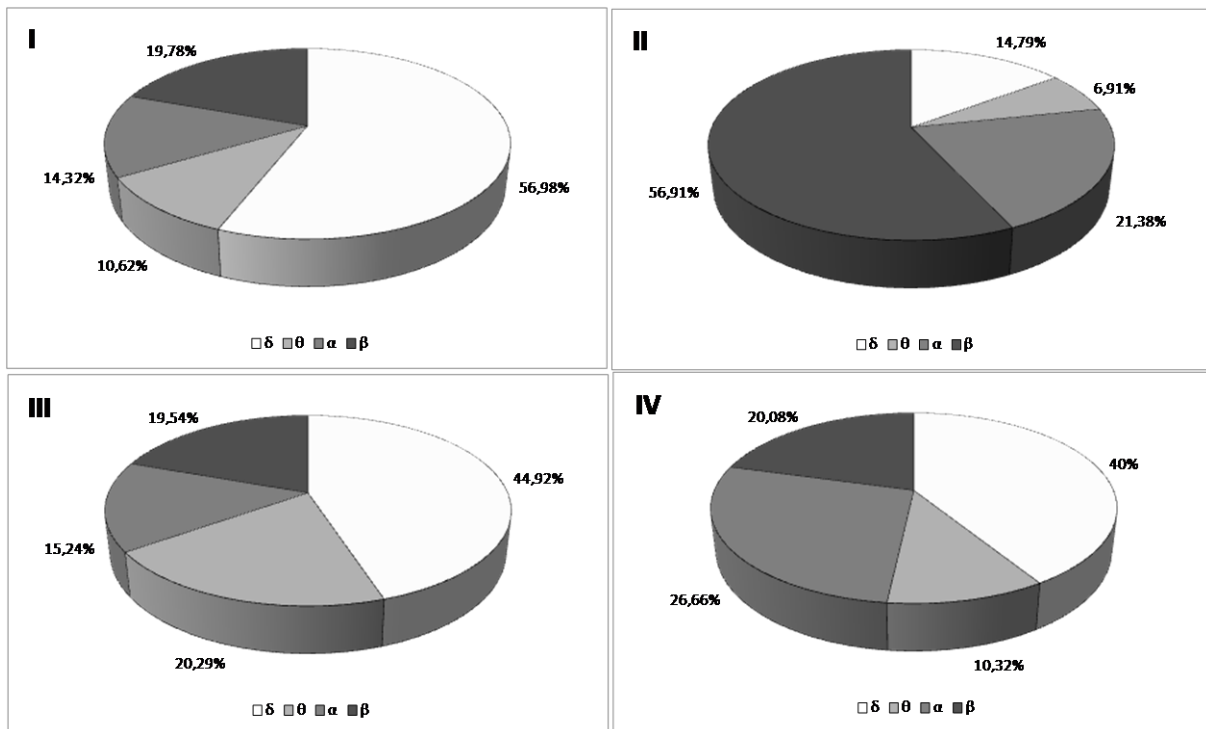 I
19,78%
56,98%
14,32%
10,62%
δ θ α β
II
14,79%
6,91%
56,91%
21,38%
δ θ α β
III
19,54%
44,92%
15,24%
20,29%
δ θ α β
IV
20,08%
40%
26,66%
10,32%
δ θ α β